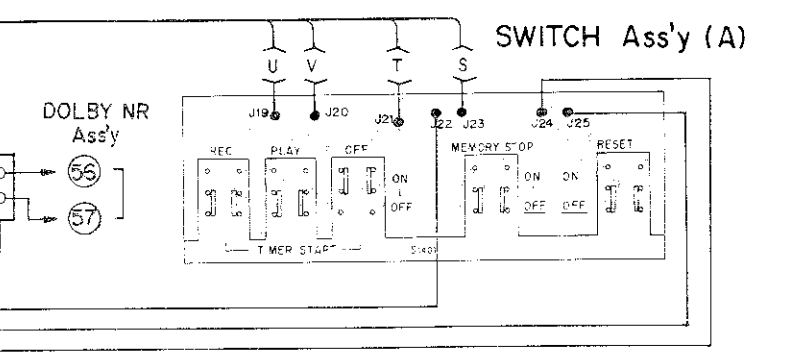 SWITCH Ass'y (A)
U V T S
DOLBY NR
Ass'y
J19 J20 J21 J22 J23 J24 J25
REC PLAY OFF MEMORY STOP RESET
56
ON ON ON
OFF OFF OFF
57
TIMER START